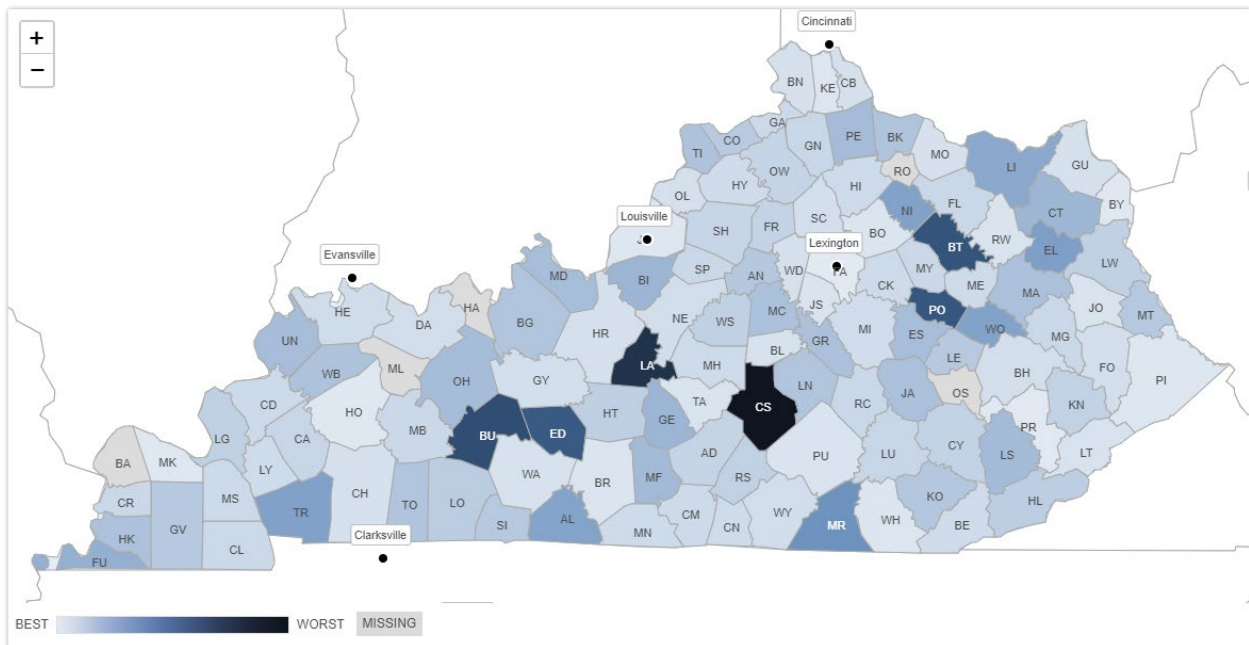 +
−
Cincinnati
BN
KE
CB
GA
GN
PE
BK
TI
CO
OW
MO
LI
GU
RO
HY
HI
OL
NI
FL
CT
BY
Louisville
J
SH
FR
SC
BO
BT
RW
EL
Lexington
FA
LW
Evansville
MD
BI
SP
AN
WD
CK
MY
ME
MA
JO
HE
DA
HA
BG
HR
NE
WS
MC
JS
MI
PO
WO
MT
UN
GR
ES
MG
WB
ML
OH
GY
LA
MH
BL
LE
BH
FO
PI
CD
HO
LN
JA
OS
KN
HT
TA
CS
RC
LG
CA
MB
BU
ED
GE
PR
BA
MK
LY
AD
PU
LU
CY
LS
LT
WA
BR
MF
RS
CR
MS
CH
TO
LO
KO
HL
TR
SI
AL
MN
CM
CN
WY
MR
WH
BE
HK
GV
CL
FU
Clarksville
BEST
WORST
MISSING